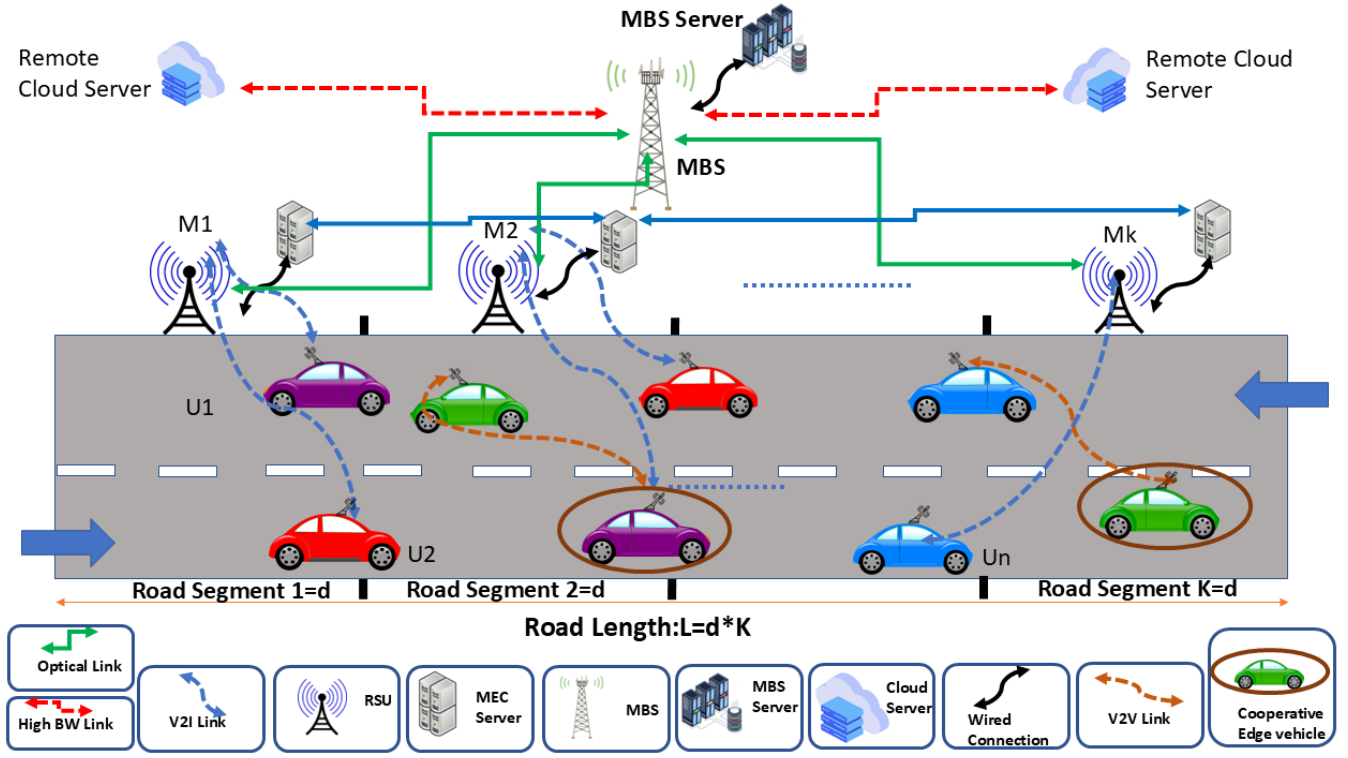 MBS Server
Remote
Cloud Server
Remote Cloud
Server
MBS
M1
M2
Mk
U1
U2
Un
Road Segment 1=d
Road Segment 2=d
Road Segment K=d
Road Length:L=d*K
Optical Link
High BW Link
V2I Link
RSU
MEC
Server
MBS
MBS
Server
Cloud
Server
Wired
Connection
V2V Link
Cooperative
Edge vehicle